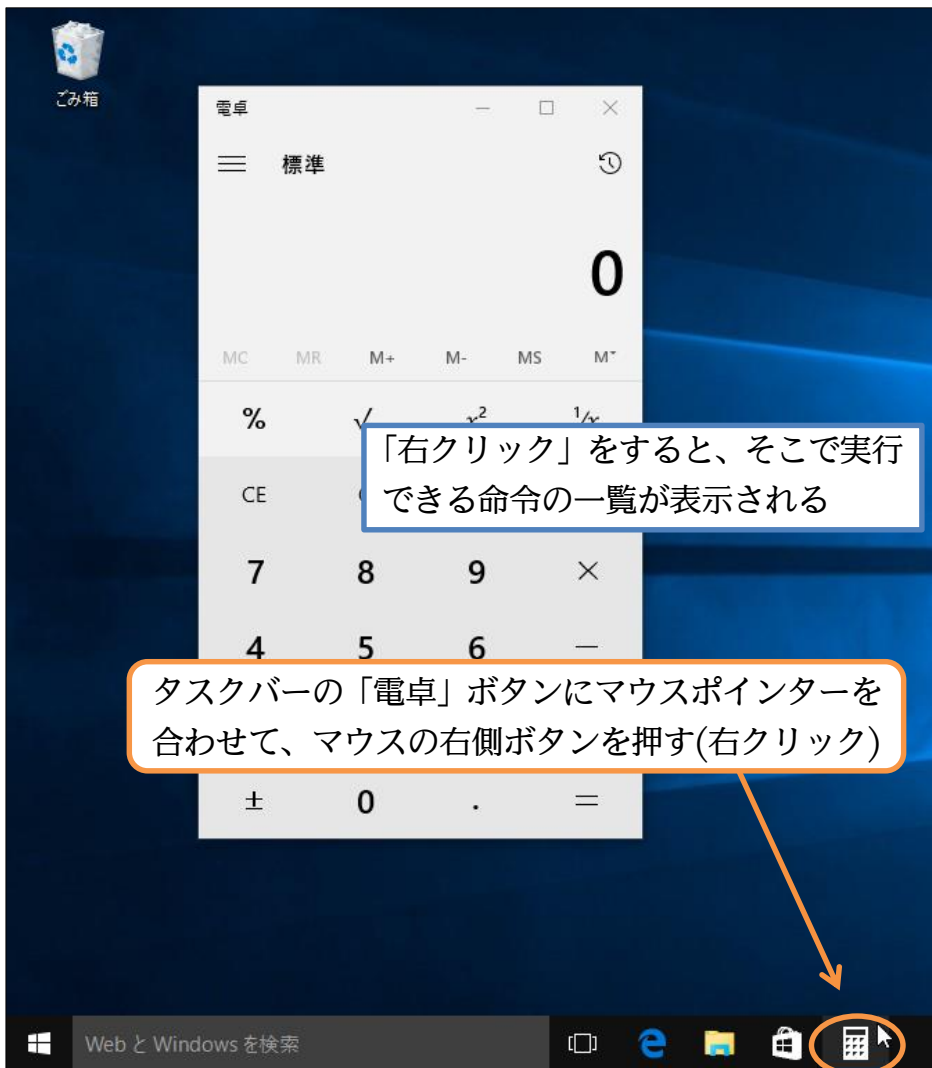 ごみ箱
電卓
標準
0
MC MR M+ M- MS M
% √ x² ¹/x
「右クリック」をすると、そこで実行
できる命令の一覧が表示される
CE
7 8 9 ×
4 5 6 −
タスクバーの「電卓」ボタンにマウスポインターを
合わせて、マウスの右側ボタンを押す(右クリック)
± 0 . =
Web と Windows を検索